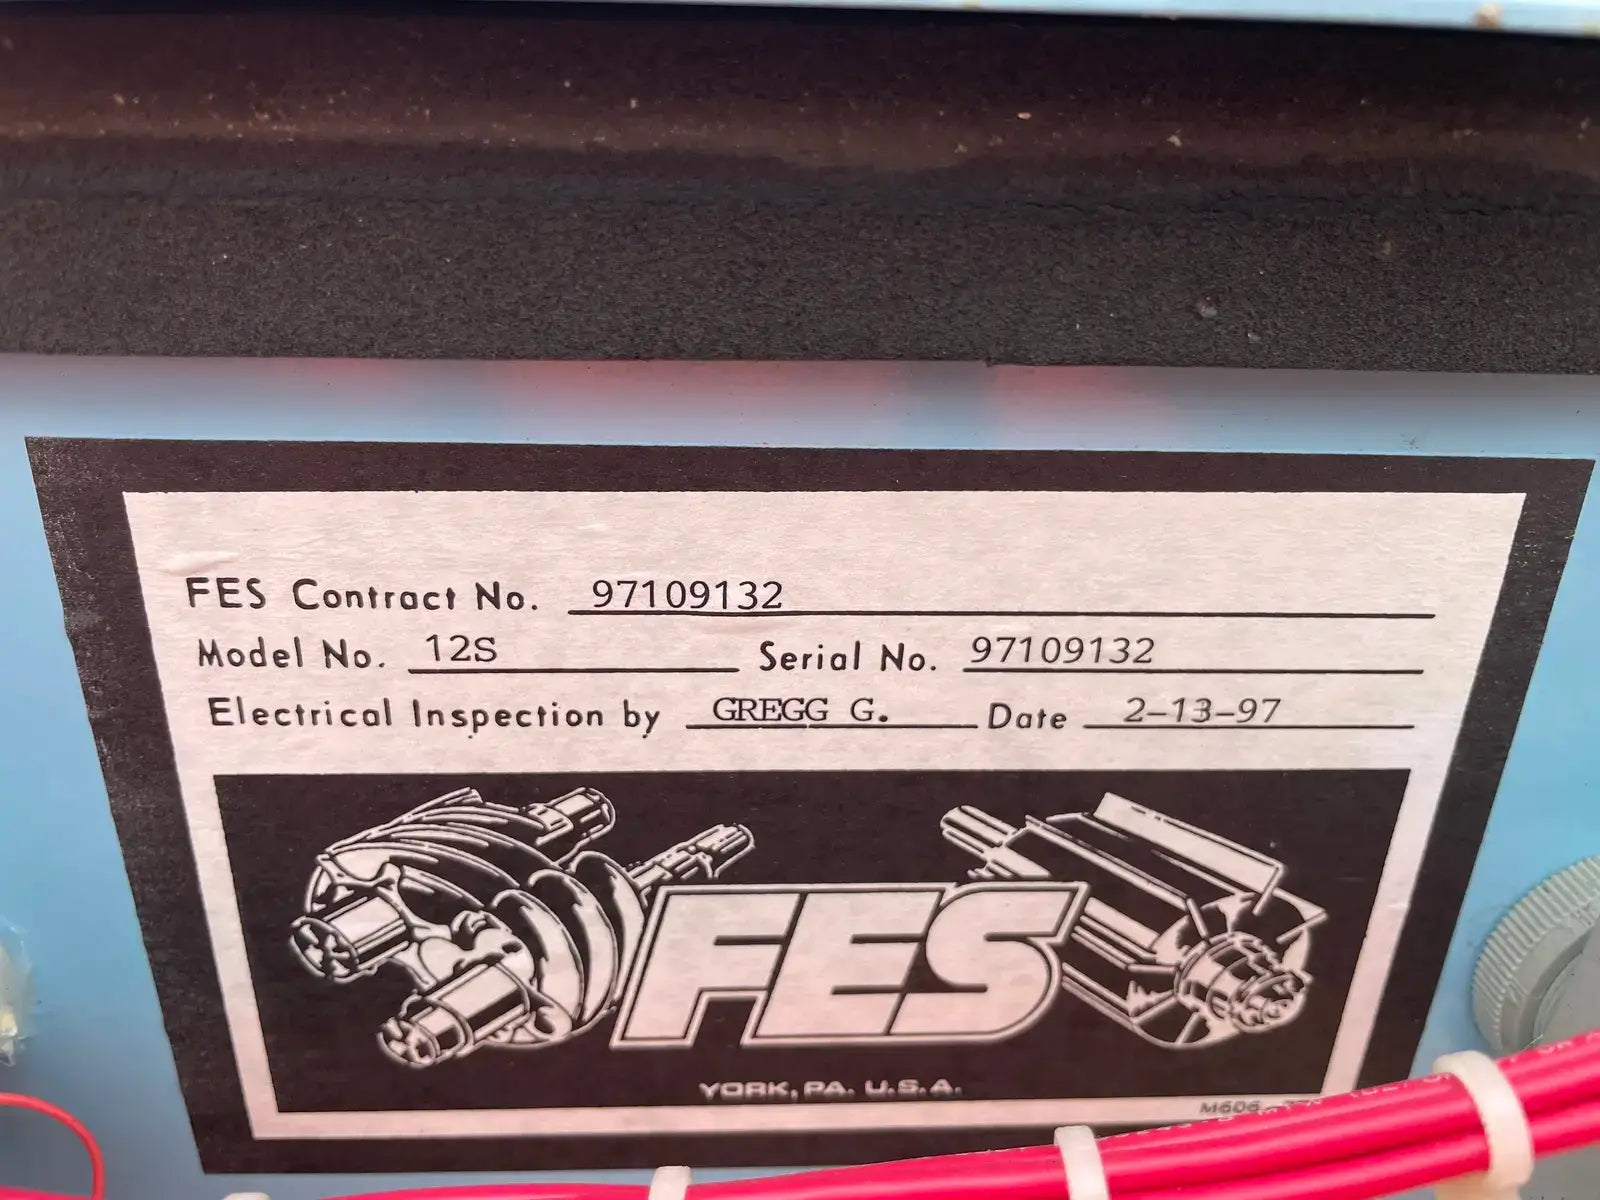 FES Contract No. 97109132
Model No. 12S Serial No. 97109132
Electrical Inspection by GREGG G. Date 2-13-97
FES
YORK, PA. U.S.A.
M606